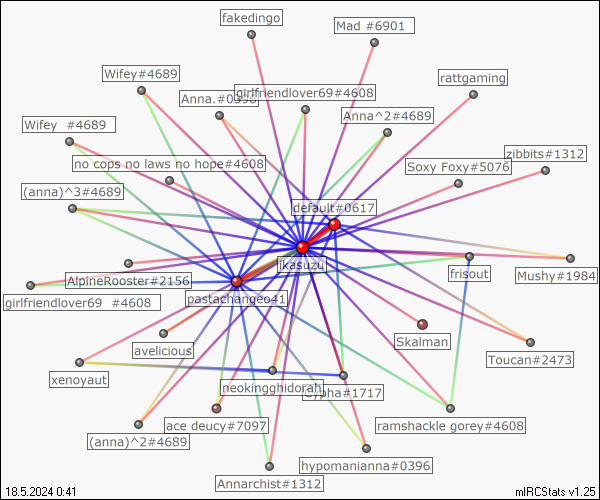 fakedingo
Mad #6901
Wifey#4689
rattgaming
girlfriendlover69#4608
Anna.#0396
Anna^2#4689
Wifey #4689
zibbits#1312
no cops no laws no hope#4608
Soxy Foxy#5076
(anna)^3#4689
default#0617
ikasuzu
frisout
Mushy#1984
AlpineRooster#2156
girlfriendlover69 #4608
pastachangeo41
Skalman
avelicious
Toucan#2473
xenoyaut
neokingghidorah
Cypha#1717
ace deucy#7097
ramshackle gorey#4608
(anna)^2#4689
hypomanianna#0396
Annarchist#1312
18.5.2024 0:41
mIRCStats v1.25